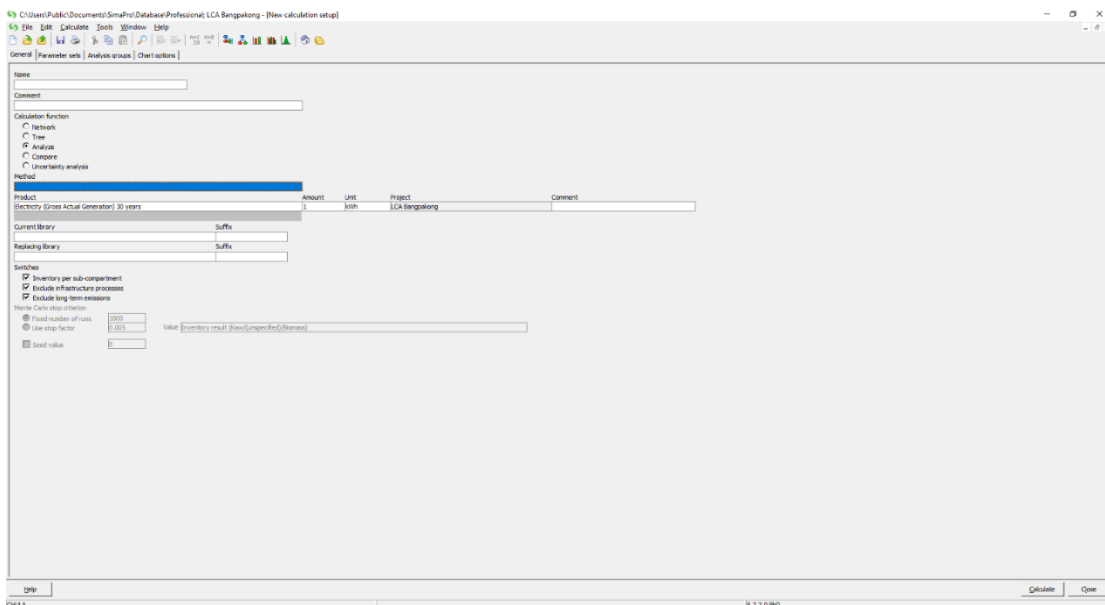 C:\Users\Public\Documents\SimaPro\Database\Professional; LCA Bangpakong - [New calculation setup]
File Edit Calculate Tools Window Help
General Parameter sets Analysis groups Chart options
Name
Comment
Calculation function
Network
Tree
Analyze
Compare
Uncertainty analysis
Method
Product Amount Unit Project Comment
Electricity (Gross Actual Generation) 30 years 1 kWh LCA Bangpakong
Current library Suffix
Replacing library Suffix
Switches
Inventory per sub-compartment
Exclude infrastructure processes
Exclude long-term emissions
Monte Carlo stop criterion
Fixed number of runs 1000
Use stop factor 0.005 Value Inventory result (Raw/(unspecified)/Biomass)
Seed value 0
Help Calculate Close